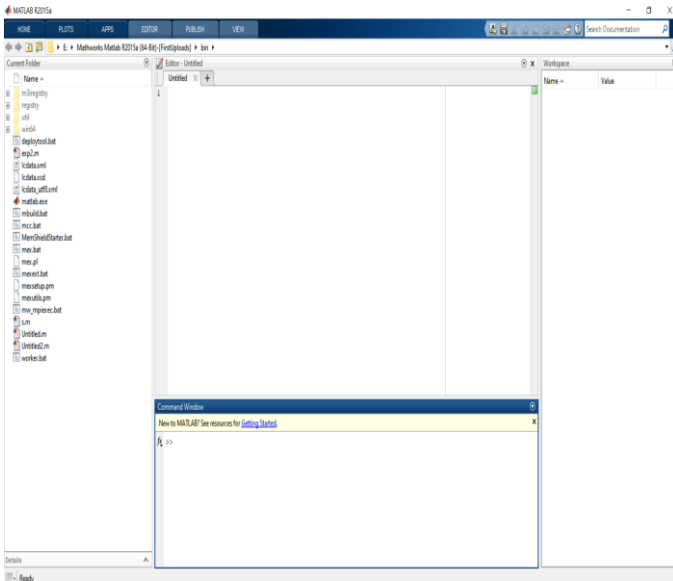 MATLAB R2015a
HOME PLOTS APPS EDITOR PUBLISH VIEW Search Documentation
E: Mathworks Matlab R2015a (64-Bit)-[FirstUploads] bin
Current Folder
Name
m3iregistry
registry
util
win64
deploytool.bat
exp2.m
lcdata.xml
lcdata.xsd
lcdata_utf8.xml
matlab.exe
mbuild.bat
mcc.bat
MemShieldStarter.bat
mex.bat
mex.pl
mexext.bat
mexsetup.pm
mexutils.pm
mw_mpiexec.bat
s.m
Untitled.m
Untitled2.m
worker.bat
Details
Editor - Untitled
Untitled
1
Command Window
New to MATLAB? See resources for Getting Started.
fx >>
Workspace
Name Value
Ready